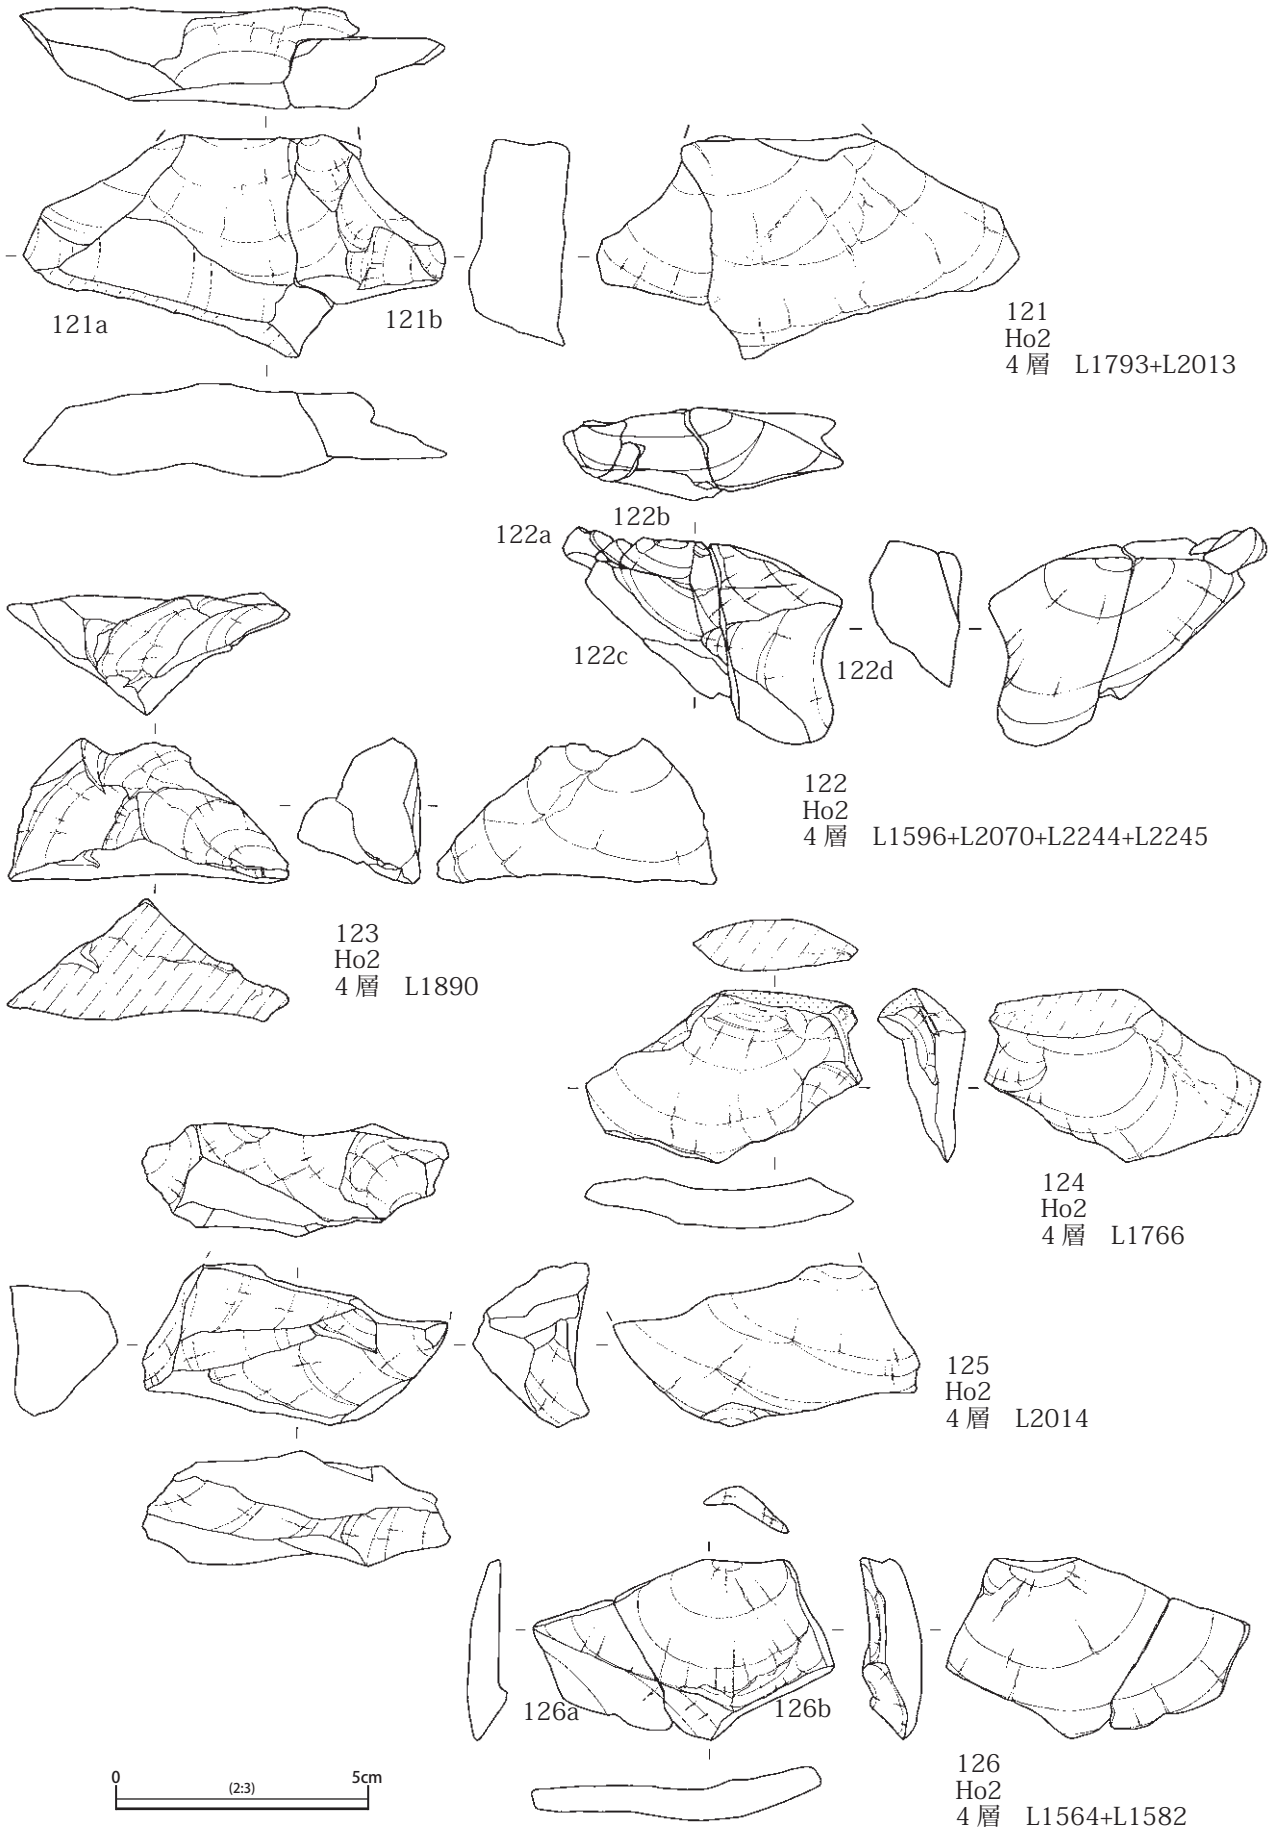 121a
121b
121
Ho2
4 層 L1793+L2013
122a
122b
122c
122d
122
Ho2
4 層 L1596+L2070+L2244+L2245
123
Ho2
4 層 L1890
124
Ho2
4 層 L1766
125
Ho2
4 層 L2014
126a
126b
126
Ho2
4 層 L1564+L1582
0 (2:3) 5cm